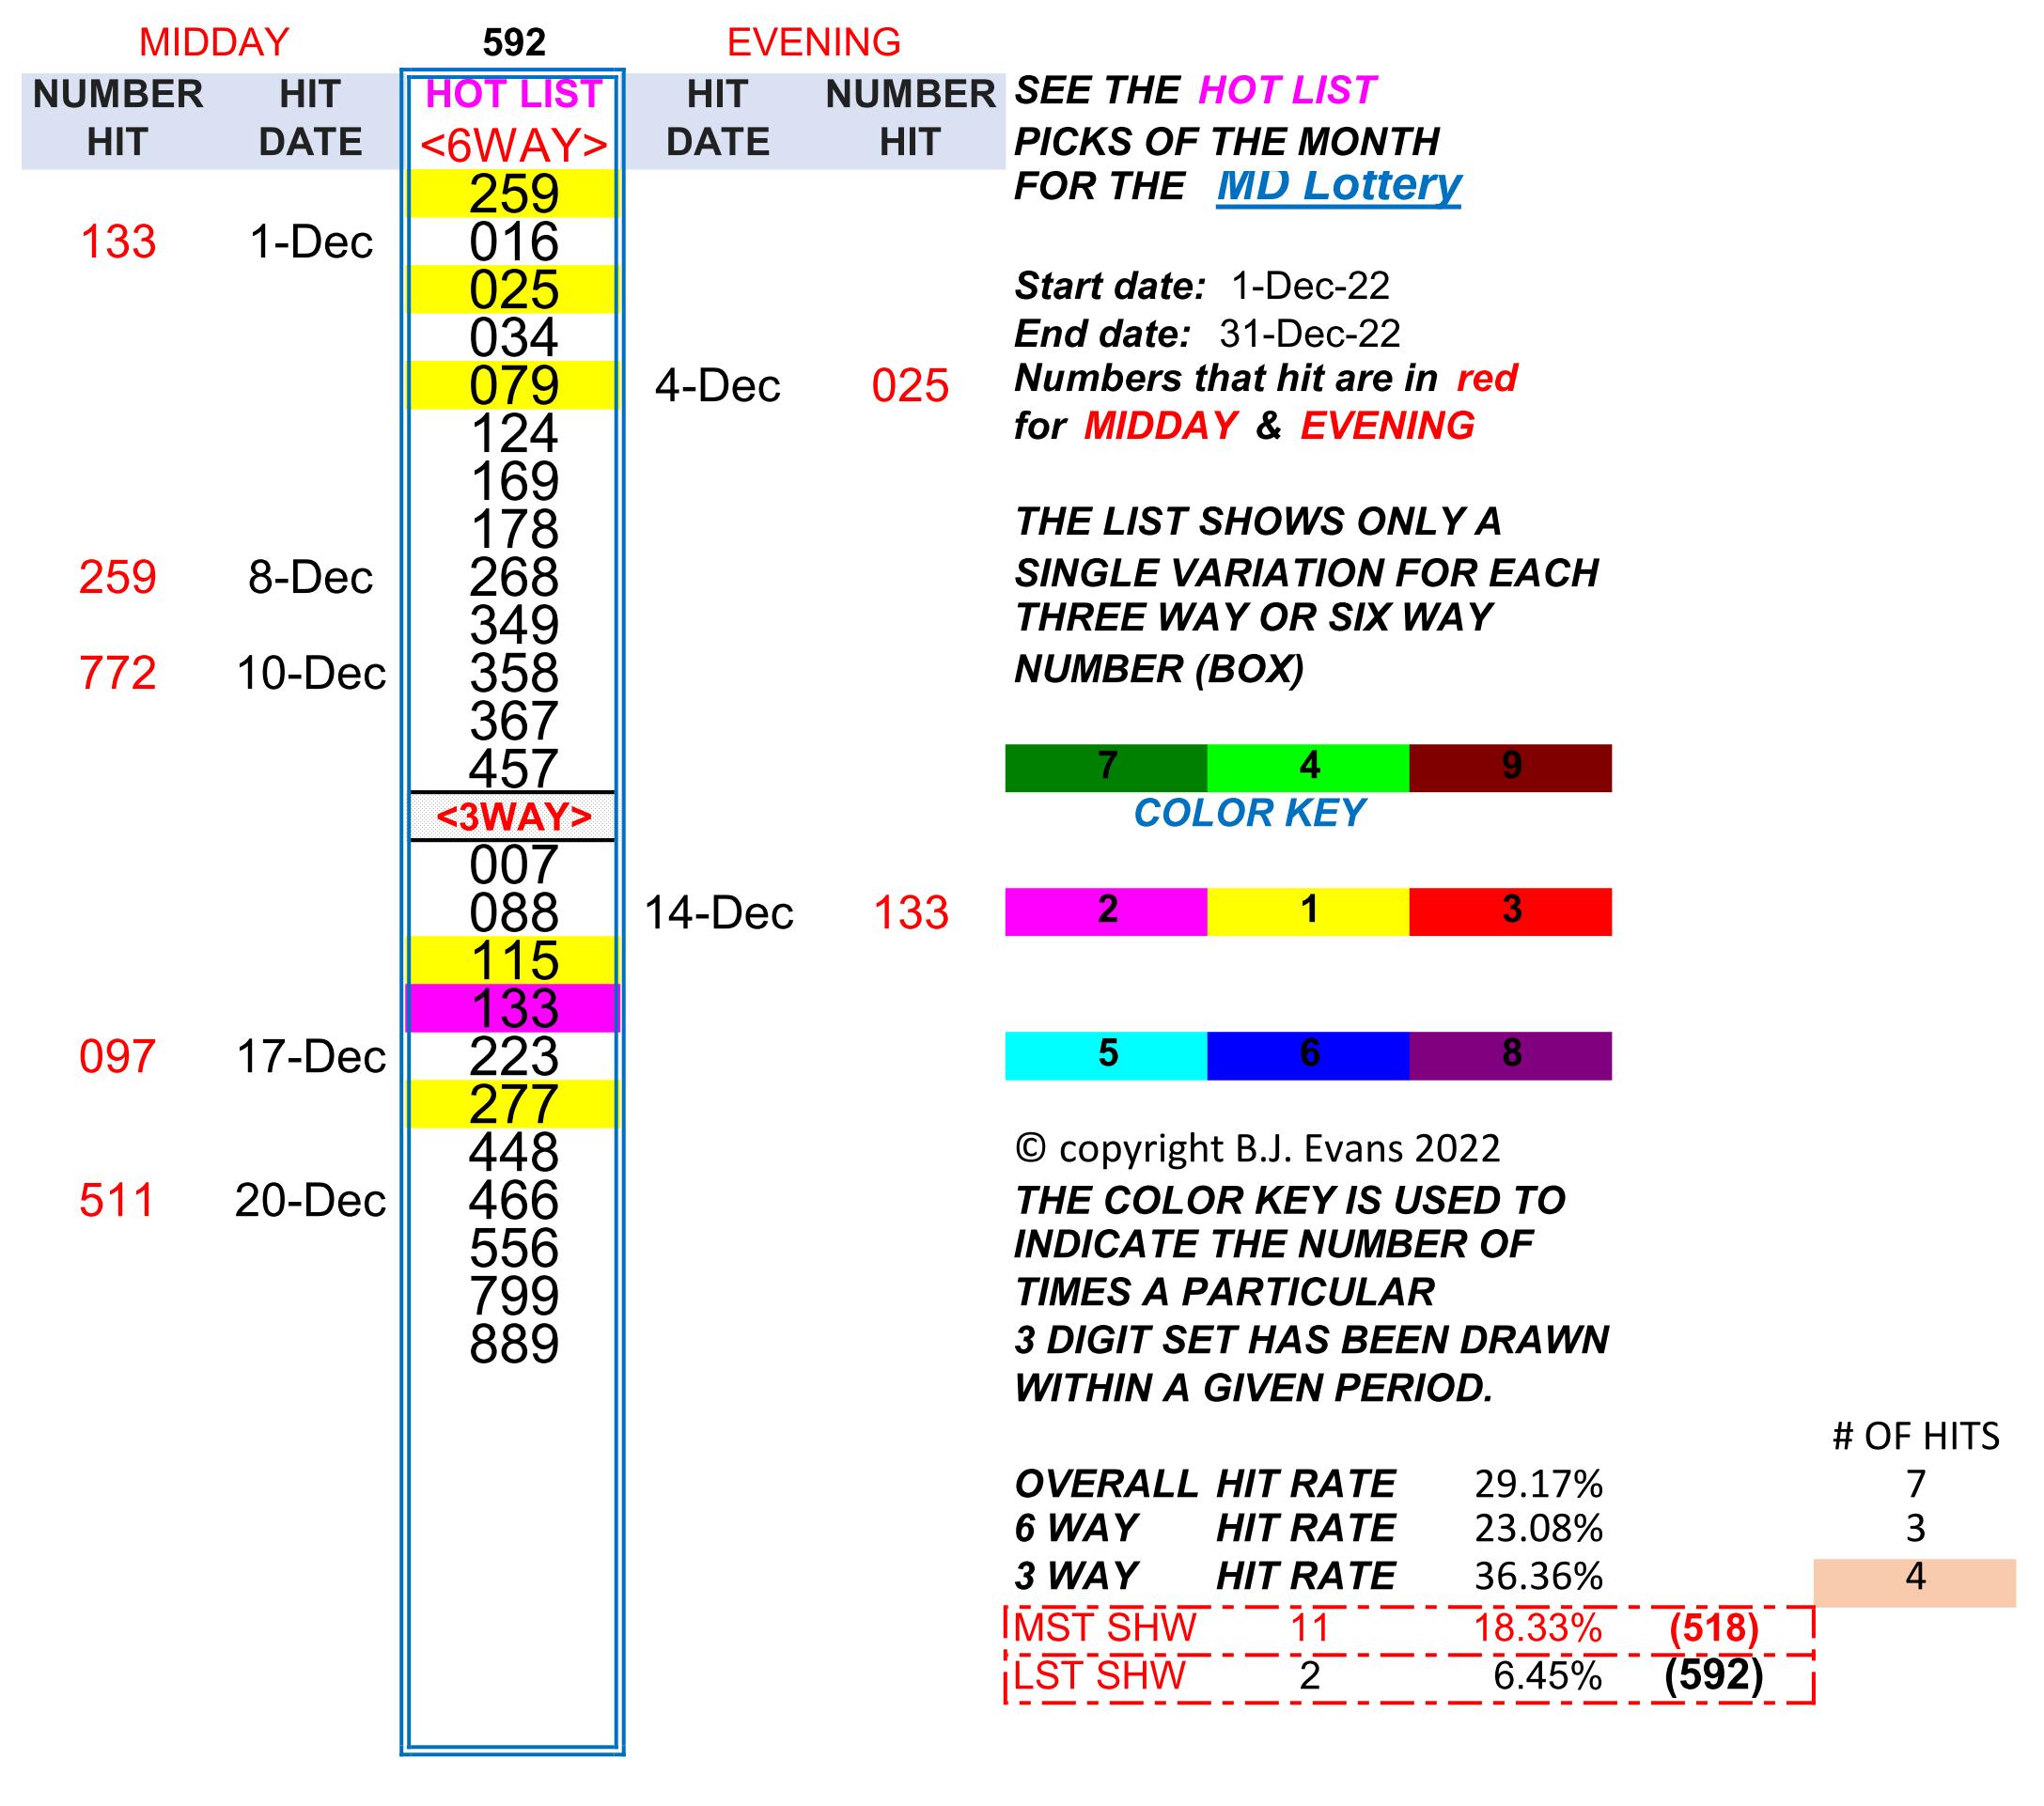 MIDDAY 592 EVENING
NUMBER HIT HOT LIST HIT NUMBER SEE THE HOT LIST
HIT DATE <6WAY> DATE HIT PICKS OF THE MONTH
259 FOR THE MD Lottery
133 1-Dec 016
025 Start date: 1-Dec-22
034 End date: 31-Dec-22
079 4-Dec 025 Numbers that hit are in red
124 for MIDDAY & EVENING
169
178 THE LIST SHOWS ONLY A
259 8-Dec 268 SINGLE VARIATION FOR EACH
349 THREE WAY OR SIX WAY
772 10-Dec 358 NUMBER (BOX)
367
457 7 4 9
<3WAY> COLOR KEY
007
088 14-Dec 133 2 1 3
115
133
097 17-Dec 223 5 6 8
277
448 © copyright B.J. Evans 2022
511 20-Dec 466 THE COLOR KEY IS USED TO
556 INDICATE THE NUMBER OF
799 TIMES A PARTICULAR
889 3 DIGIT SET HAS BEEN DRAWN
WITHIN A GIVEN PERIOD.
# OF HITS
OVERALL HIT RATE 29.17% 7
6 WAY HIT RATE 23.08% 3
3 WAY HIT RATE 36.36% 4
MST SHW 11 18.33% (518)
LST SHW 2 6.45% (592)